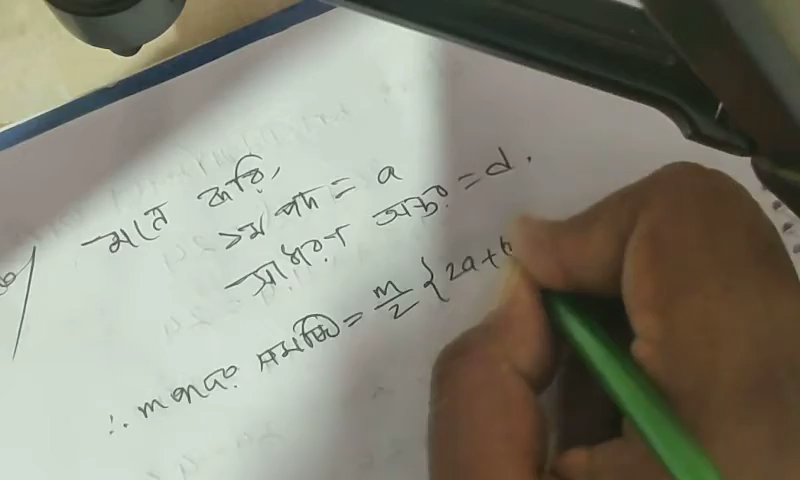 মনে করি,
১ম পদ = a
সাধারণ অন্তর = d.
∴ m পদের সমষ্টি = m/2 {2a+(